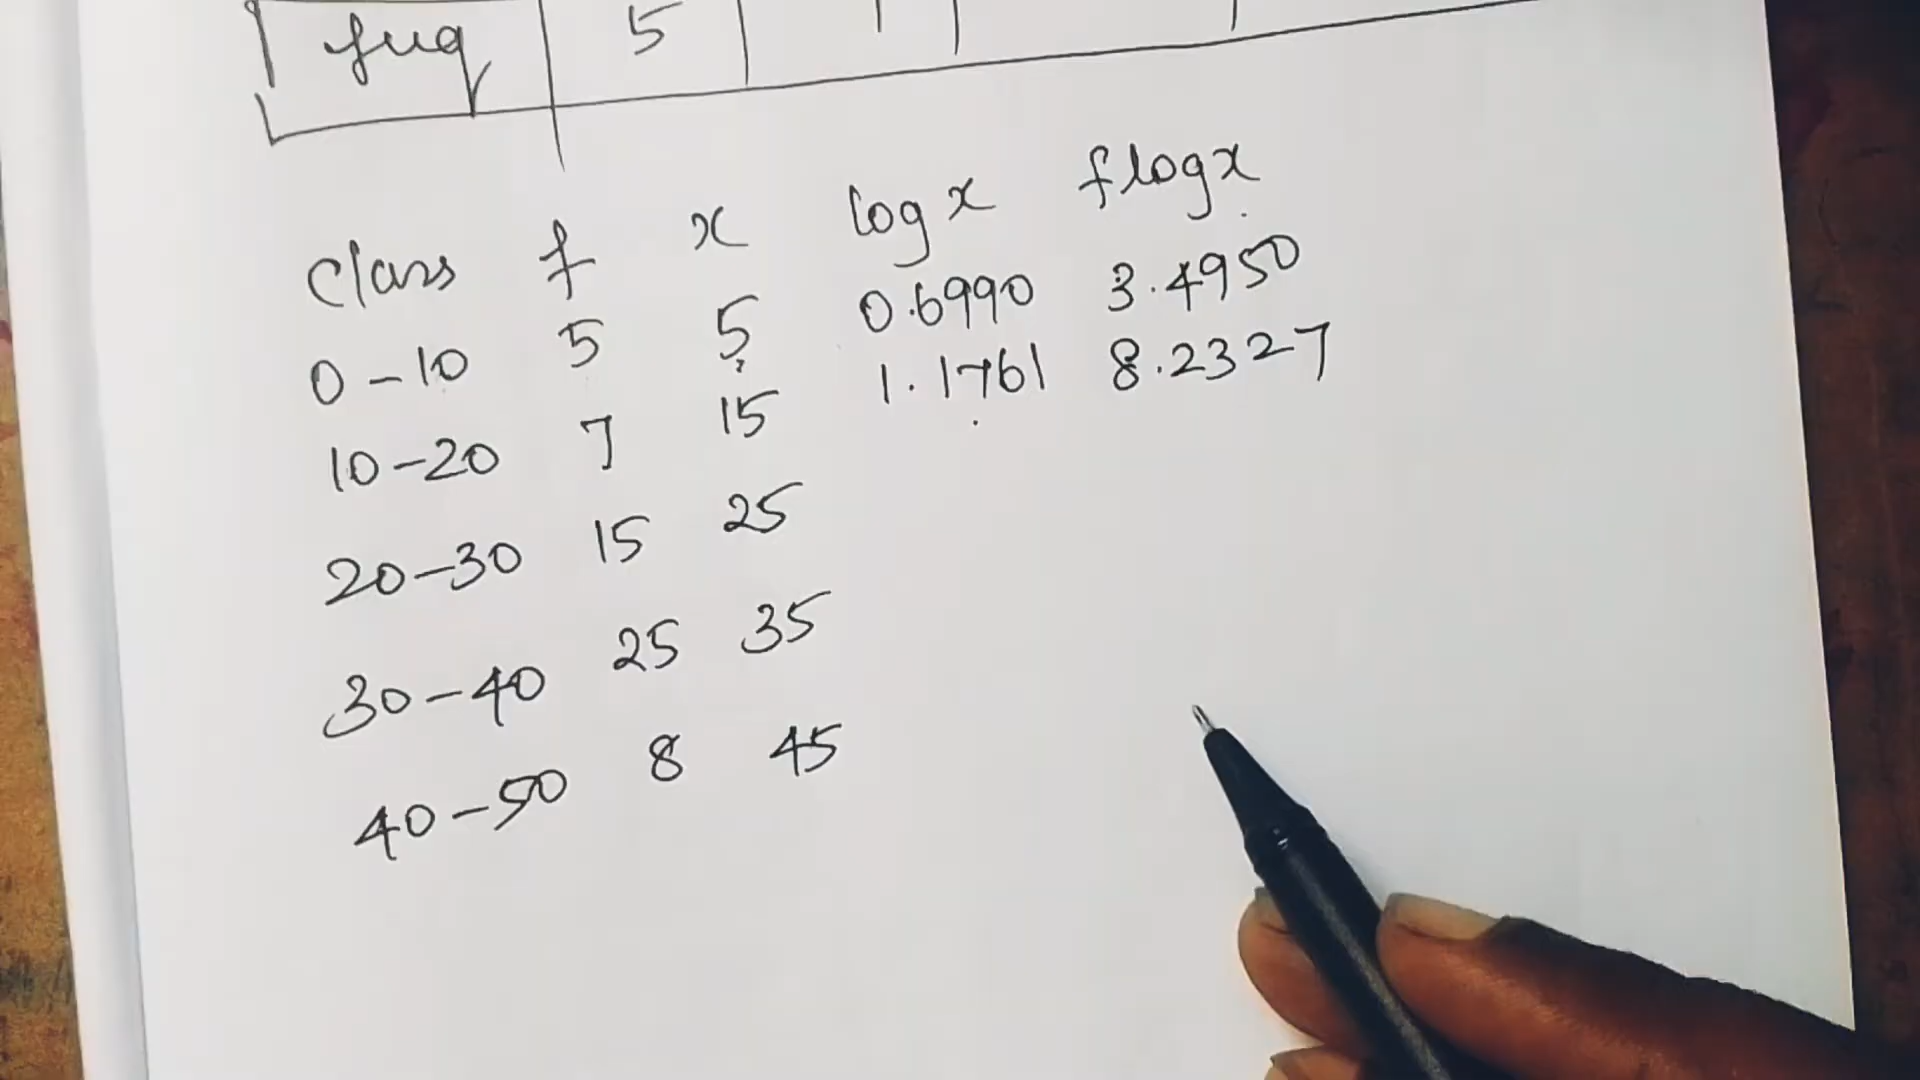 fuq 5
Class f x log x f log x
0-10 5 5 0.6990 3.4950
10-20 7 15 1.1761 8.2327
20-30 15 25
30-40 25 35
40-50 8 45